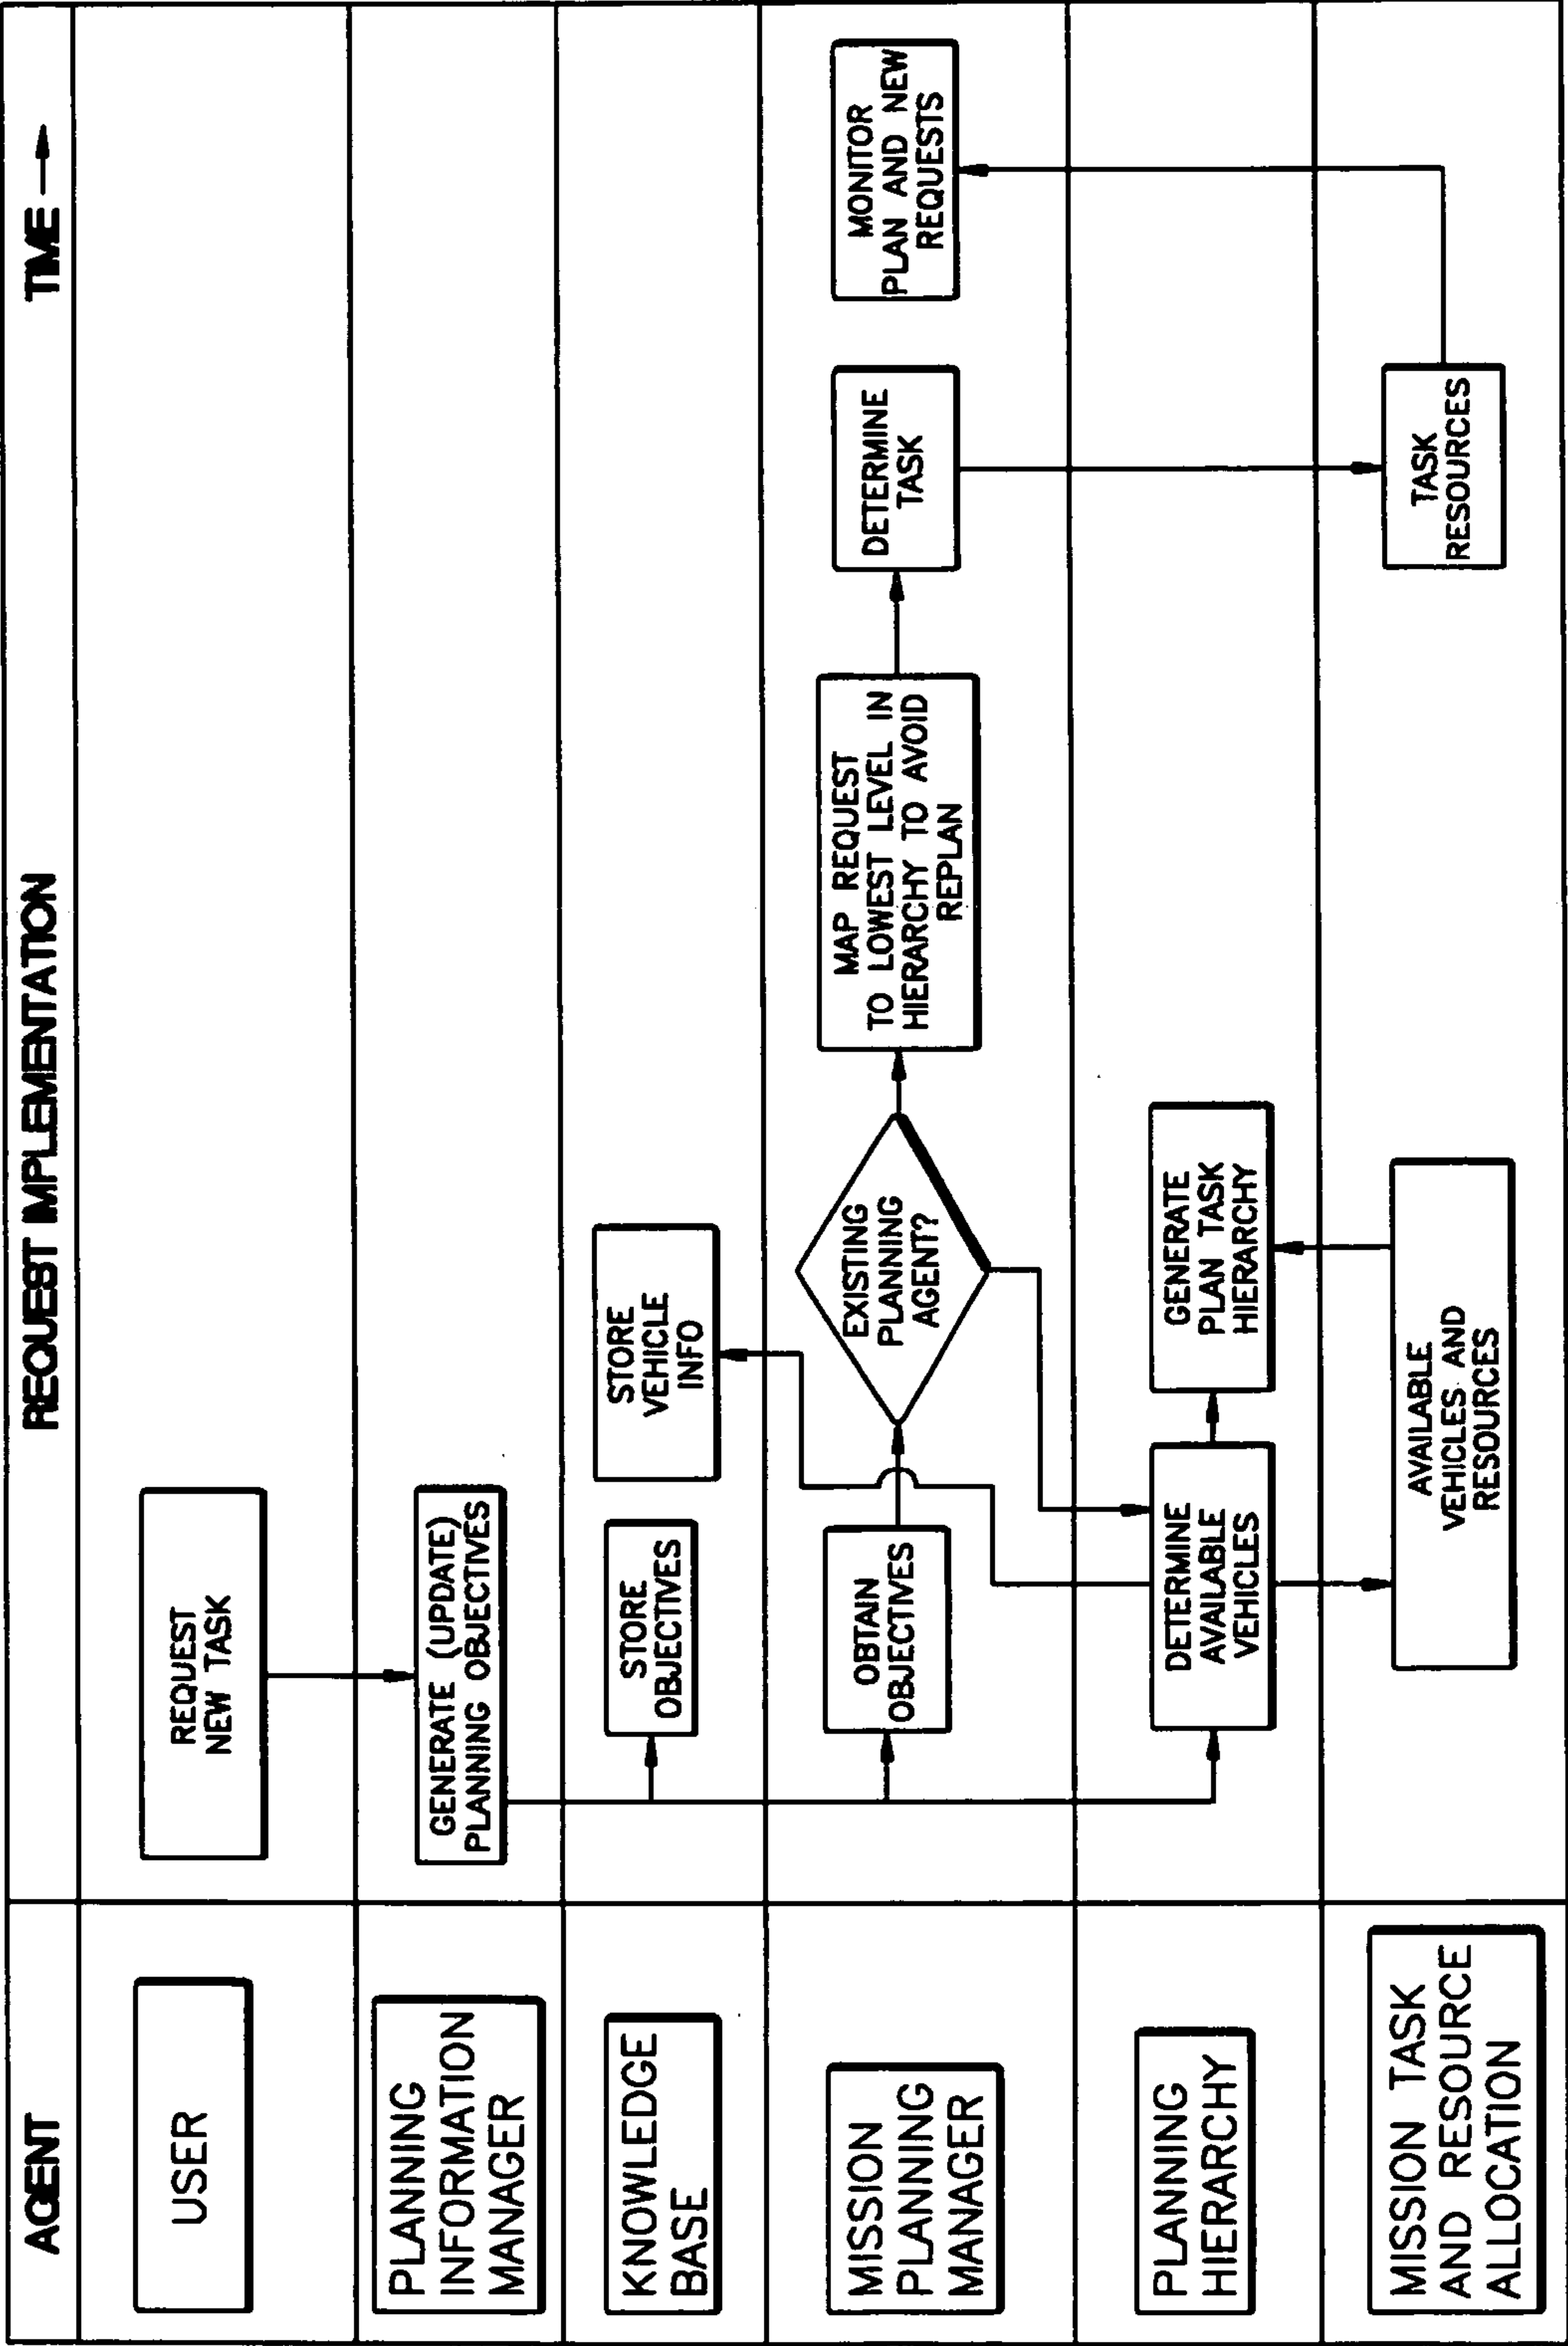 AGENT
REQUEST IMPLEMENTATION
TIME
USER
REQUEST
NEW TASK
PLANNING
INFORMATION
MANAGER
GENERATE (UPDATE)
PLANNING OBJECTIVES
KNOWLEDGE
BASE
STORE
OBJECTIVES
STORE
VEHICLE
INFO
MISSION
PLANNING
MANAGER
OBTAIN
OBJECTIVES
EXISTING
PLANNING
AGENT?
MAP REQUEST
TO LOWEST LEVEL IN
HIERARCHY TO AVOID
REPLAN
DETERMINE
TASK
MONITOR
PLAN AND NEW
REQUESTS
PLANNING
HIERARCHY
DETERMINE
AVAILABLE
VEHICLES
GENERATE
PLAN TASK
HIERARCHY
MISSION TASK
AND RESOURCE
ALLOCATION
AVAILABLE
VEHICLES AND
RESOURCES
TASK
RESOURCES